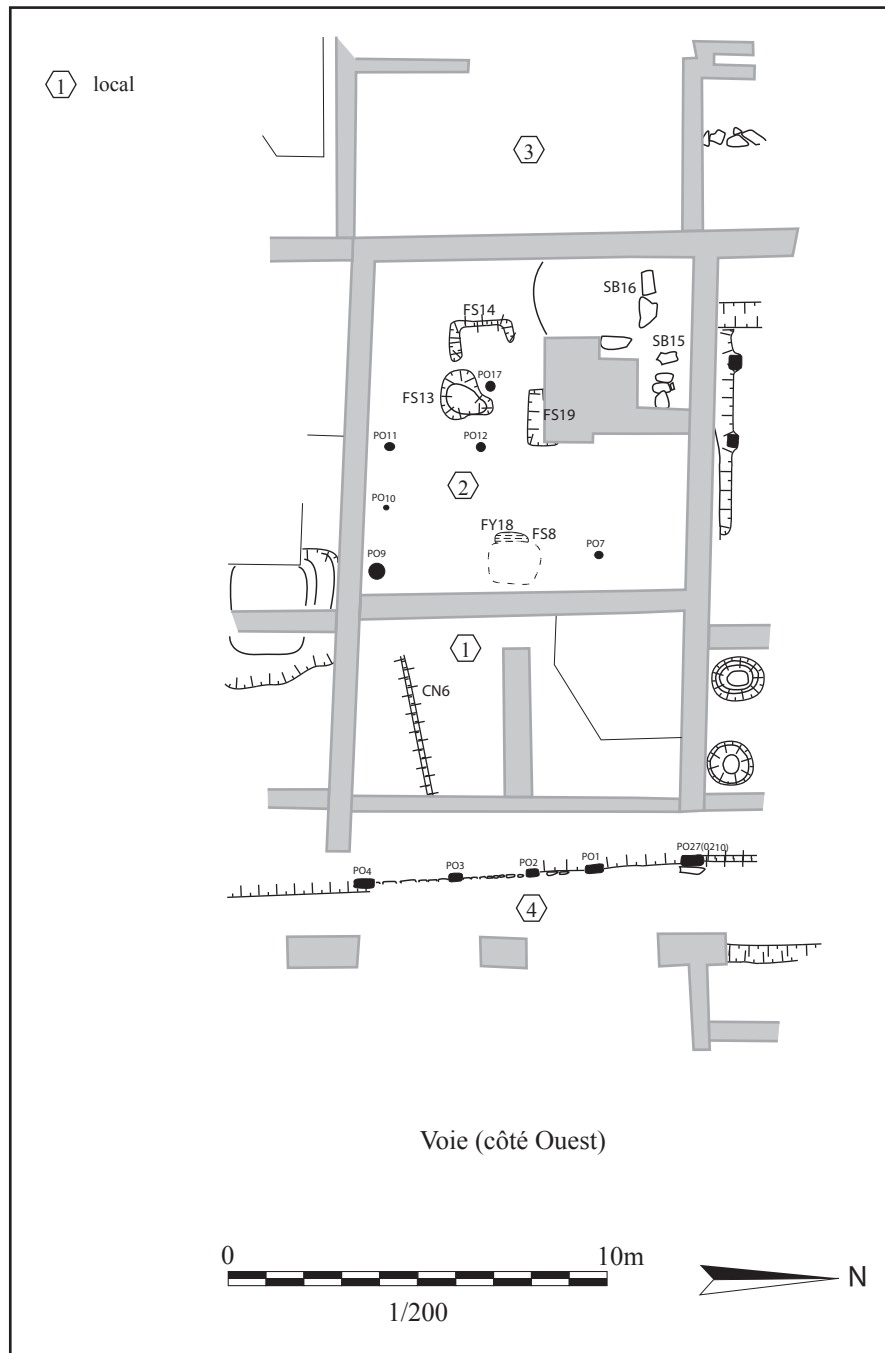 1 local
3
SB16
FS14
SB15
PO17
FS13
FS19
PO11
PO12
2
PO10
FY18
FS8
PO7
PO9
1
CN6
PO27(0210)
PO1
PO2
PO3
PO4
4
Voie (côté Ouest)
0 10m
1/200
N